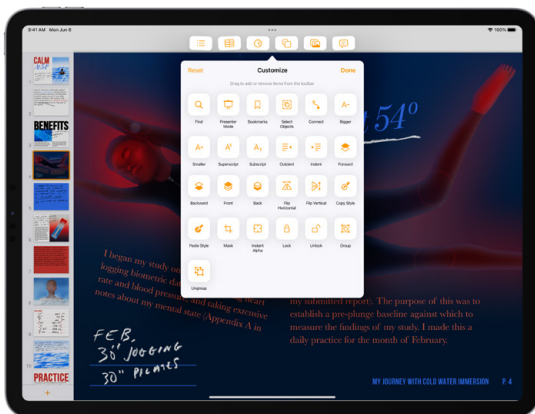 9:41 AM Mon Jun 6
100%
Reset
Customize
Done
Drag to add or remove items from the toolbar
Find
Presenter Mode
Bookmarks
Select Objects
Connect
Bigger
Smaller
Superscript
Subscript
Outdent
Indent
Forward
Backward
Front
Back
Flip Horizontal
Flip Vertical
Copy Style
Paste Style
Mask
Instant Alpha
Lock
Unlock
Group
Ungroup
CALM
BENEFITS
PRACTICE
54°
I began my study on
logging biometric dat heart
rate and blood pressure, and taking extensive
notes about my mental state (Appendix A in
my submitted report). The purpose of this was to
establish a pre-plunge baseline against which to
measure the findings of my study. I made this a
daily practice for the month of February.
FEB.
30" JOGGING
30" PILATES
MY JOURNEY WITH COLD WATER IMMERSION P. 4